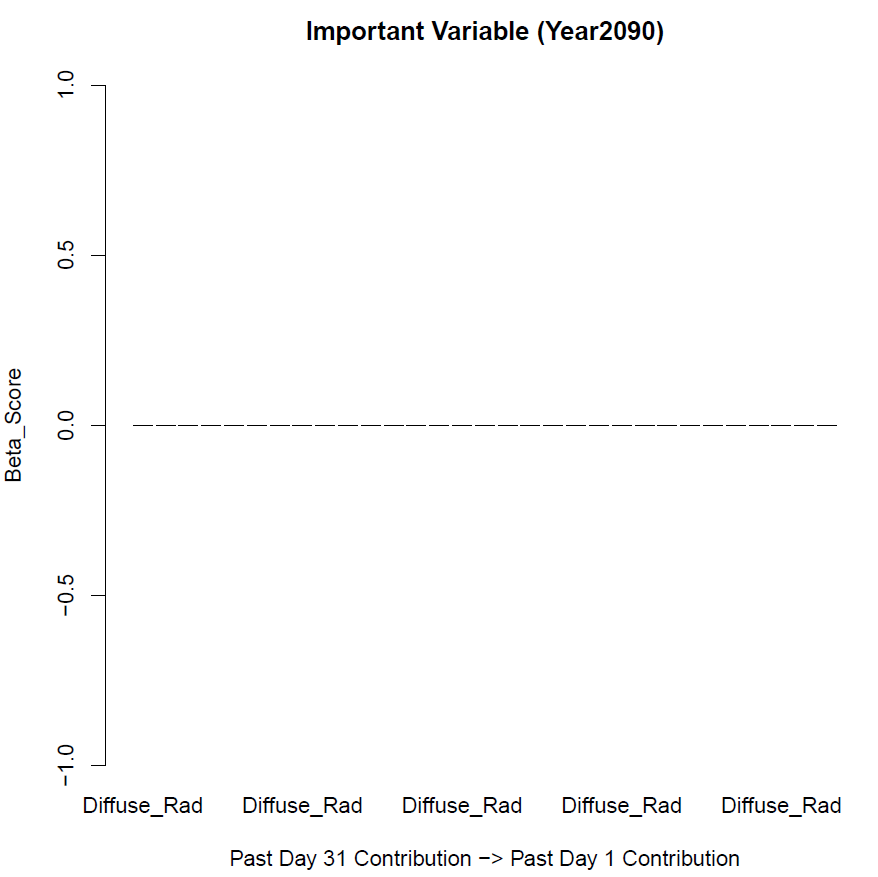 Important Variable (Year2090)
1.0
0.5
0.0
−0.5
−1.0
Beta_Score
Diffuse_Rad Diffuse_Rad Diffuse_Rad Diffuse_Rad Diffuse_Rad
Past Day 31 Contribution −> Past Day 1 Contribution